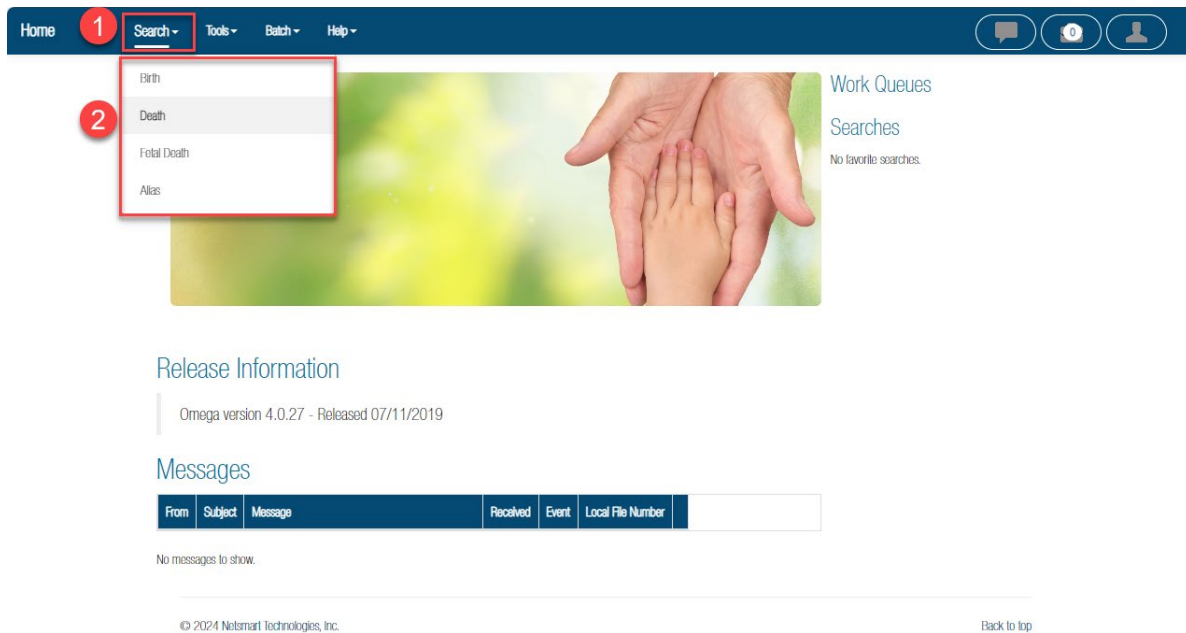 Home 1 Search Tools Batch Help 0
Birth
2 Death
Fetal Death
Alias
Work Queues
Searches
No favorite searches.
Release Information
Omega version 4.0.27 - Released 07/11/2019
Messages
From Subject Message Received Event Local File Number
No messages to show.
© 2024 Netsmart Technologies, Inc. Back to top